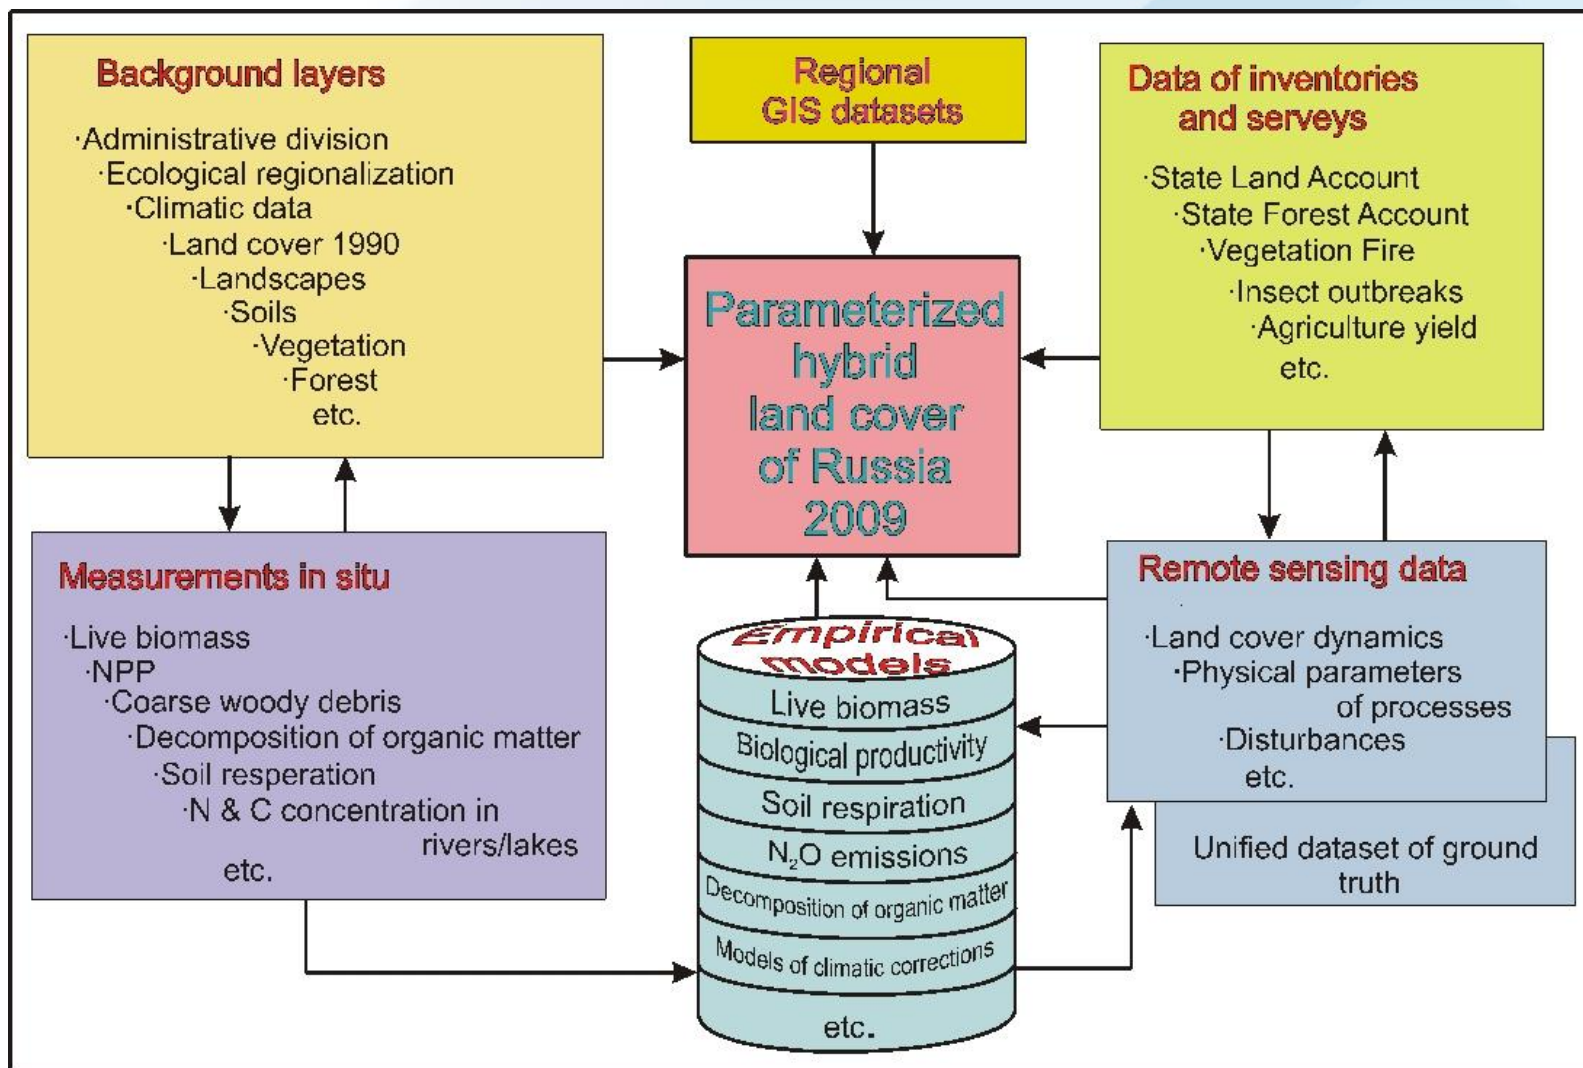 Background layers
·Administrative division
·Ecological regionalization
·Climatic data
·Land cover 1990
·Landscapes
·Soils
·Vegetation
·Forest
etc.
Regional
GIS datasets
Data of inventories
and serveys
·State Land Account
·State Forest Account
·Vegetation Fire
·Insect outbreaks
·Agriculture yield
etc.
Parameterized
hybrid
land cover
of Russia
2009
Measurements in situ
·Live biomass
·NPP
·Coarse woody debris
·Decomposition of organic matter
·Soil resperation
·N & C concentration in
rivers/lakes
etc.
Empirical
models
Live biomass
Biological productivity
Soil respiration
N₂O emissions
Decomposition of organic matter
Models of climatic corrections
etc.
Remote sensing data
·Land cover dynamics
·Physical parameters
of processes
·Disturbances
etc.
Unified dataset of ground
truth